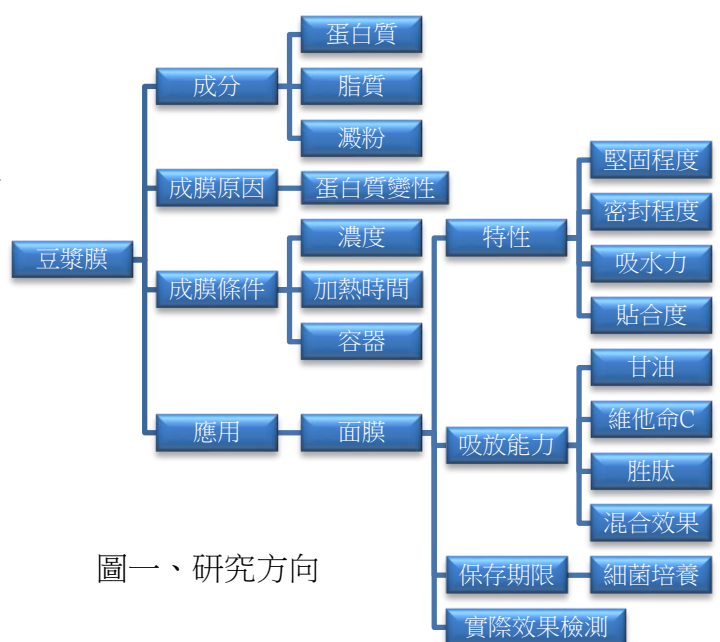 豆漿膜
成分
蛋白質
脂質
澱粉
成膜原因
蛋白質變性
成膜條件
濃度
加熱時間
容器
應用
面膜
特性
堅固程度
密封程度
吸水力
貼合度
吸放能力
甘油
維他命C
胜肽
混合效果
保存期限
細菌培養
實際效果檢測
圖一、研究方向